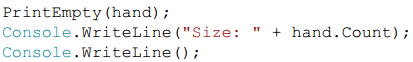 PrintEmpty(hand);
Console.WriteLine("Size: " + hand.Count);
Console.WriteLine();